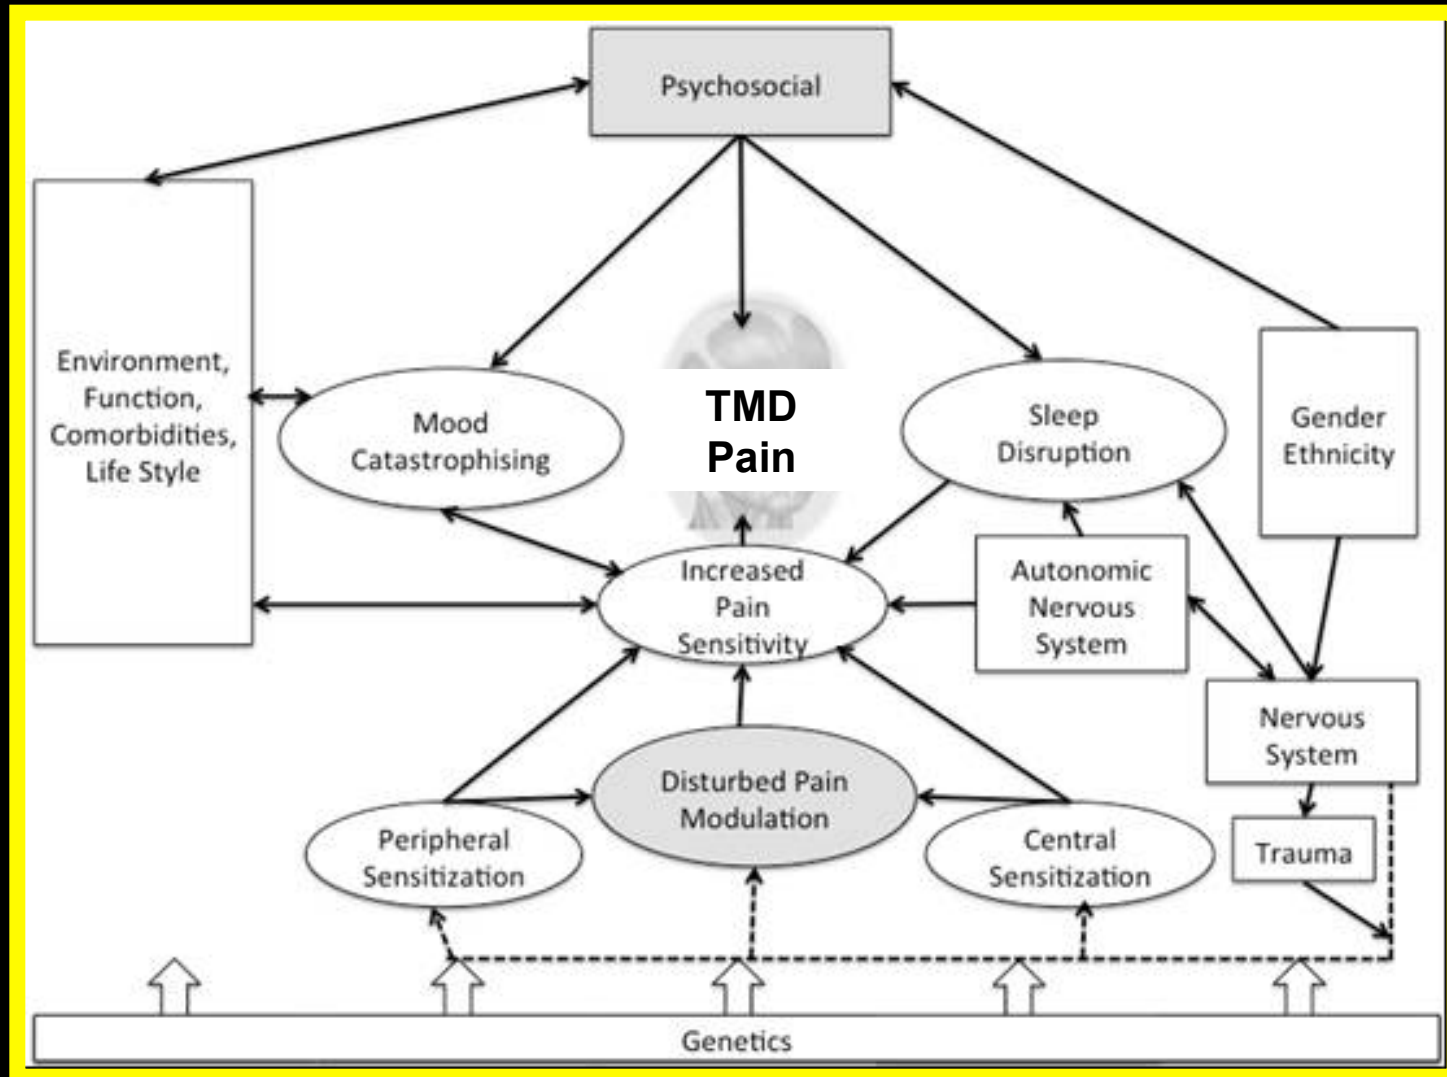 Psychosocial
Environment,
Function,
Comorbidities,
Life Style
Mood
Catastrophising
TMD
Pain
Sleep
Disruption
Gender
Ethnicity
Increased
Pain
Sensitivity
Autonomic
Nervous
System
Nervous
System
Disturbed Pain
Modulation
Peripheral
Sensitization
Central
Sensitization
Trauma
Genetics